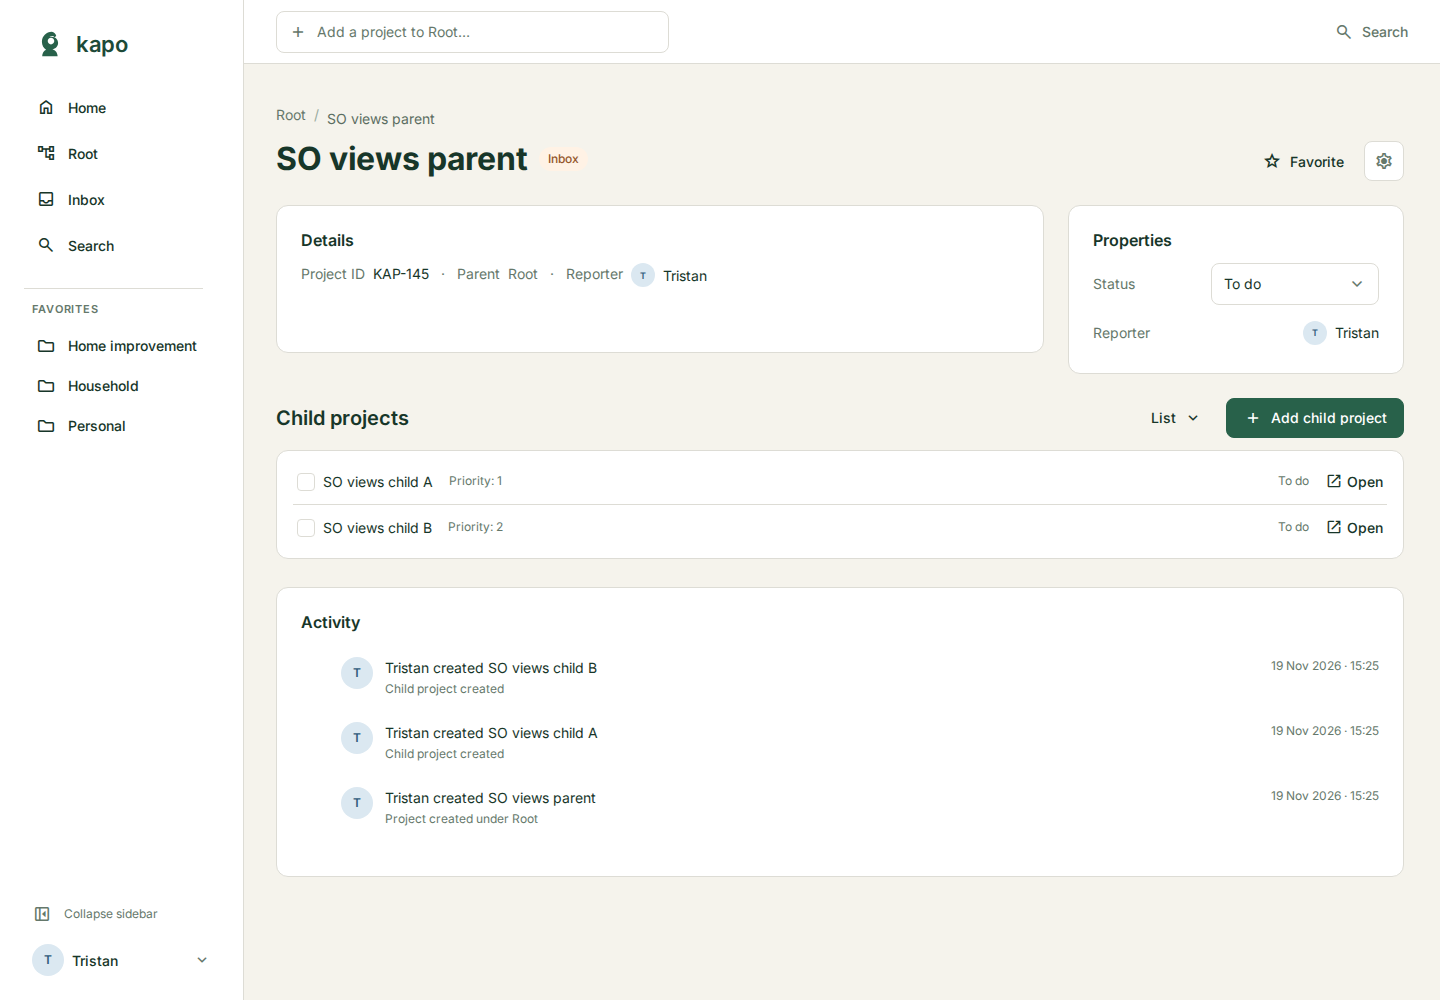 kapo
Add a project to Root...
Search
Home
Root
Inbox
Search
FAVORITES
Home improvement
Household
Personal
Collapse sidebar
T Tristan
Root / SO views parent
SO views parent Inbox
Favorite
Details
Project ID KAP-145 · Parent Root · Reporter T Tristan
Properties
Status To do
Reporter T Tristan
Child projects
List
Add child project
SO views child A Priority: 1 To do Open
SO views child B Priority: 2 To do Open
Activity
T Tristan created SO views child B 19 Nov 2026 · 15:25
Child project created
T Tristan created SO views child A 19 Nov 2026 · 15:25
Child project created
T Tristan created SO views parent 19 Nov 2026 · 15:25
Project created under Root